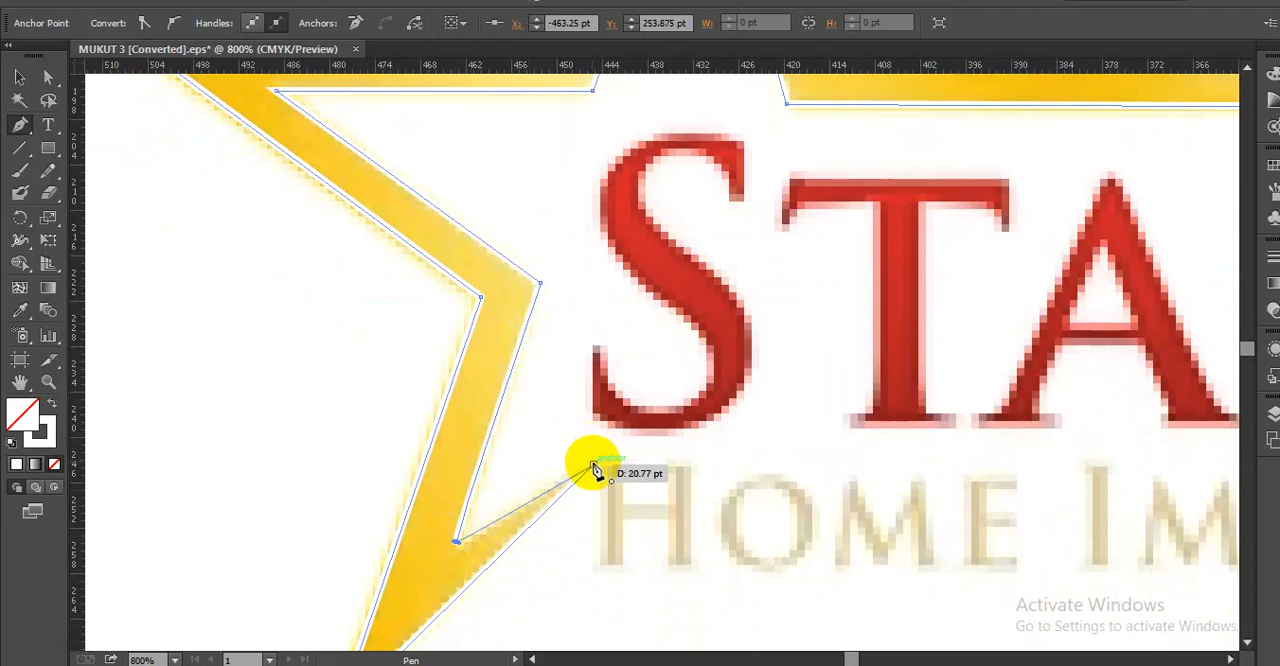 Anchor Point Convert: Handles: Anchors: X: -463.25 pt Y: 253.875 pt W: 0 pt H: 0 pt
MUKUT 3 [Converted].eps* @ 800% (CMYK/Preview) ×
510 504 498 492 486 480 474 468 462 456 450 444 438 432 426 420 414 408 402 396 390 384 378 372 366
STA
anchor
D: 20.77 pt
HOME IM
Activate Windows
Go to Settings to activate Windows.
800% 1 Pen